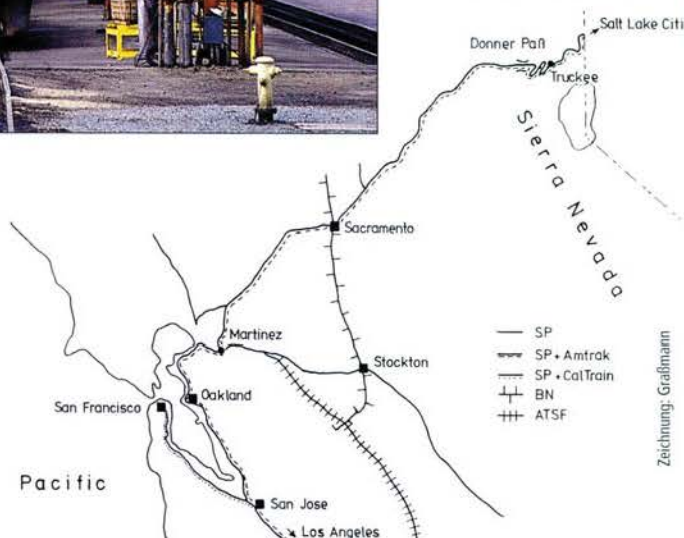 Salt Lake Citi
Donner Paß
Truckee
Sierra Nevada
Sacramento
Martinez
Stockton
San Francisco
Oakland
SP
SP+Amtrak
SP+CalTrain
BN
ATSF
Pacific
San Jose
Los Angeles
Zeichnung: Graßmann